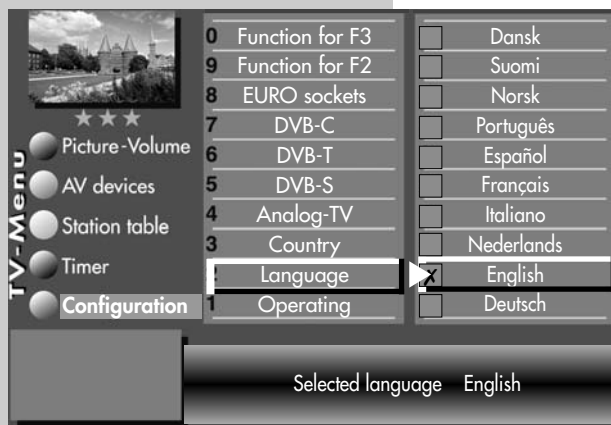 TV-Menu
Picture-Volume
AV devices
Station table
Timer
Configuration
0 Function for F3
9 Function for F2
8 EURO sockets
7 DVB-C
6 DVB-T
5 DVB-S
4 Analog-TV
3 Country
2 Language
1 Operating
Dansk
Suomi
Norsk
Português
Español
Français
Italiano
Nederlands
X English
Deutsch
Selected language English